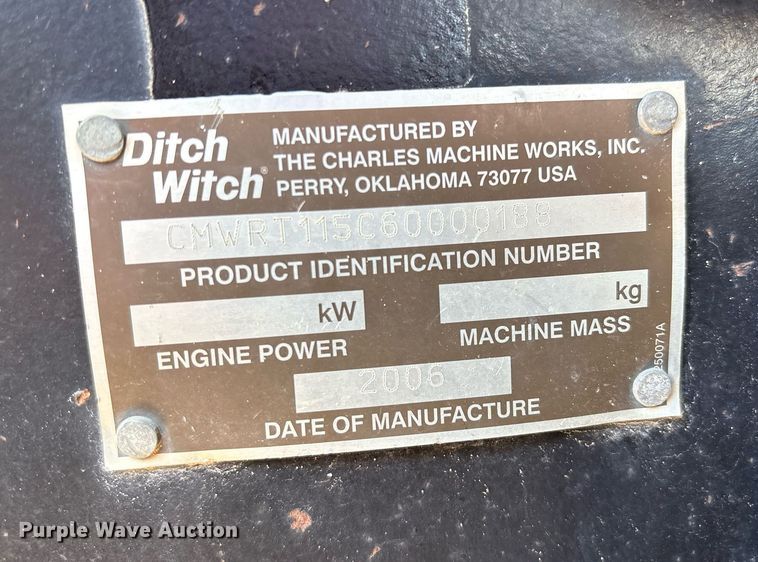 Ditch Witch®
MANUFACTURED BY
THE CHARLES MACHINE WORKS, INC.
PERRY, OKLAHOMA 73077 USA
CMWRT115C60000188
PRODUCT IDENTIFICATION NUMBER
kW
ENGINE POWER
kg
MACHINE MASS
2006
DATE OF MANUFACTURE
250071A
Purple Wave Auction